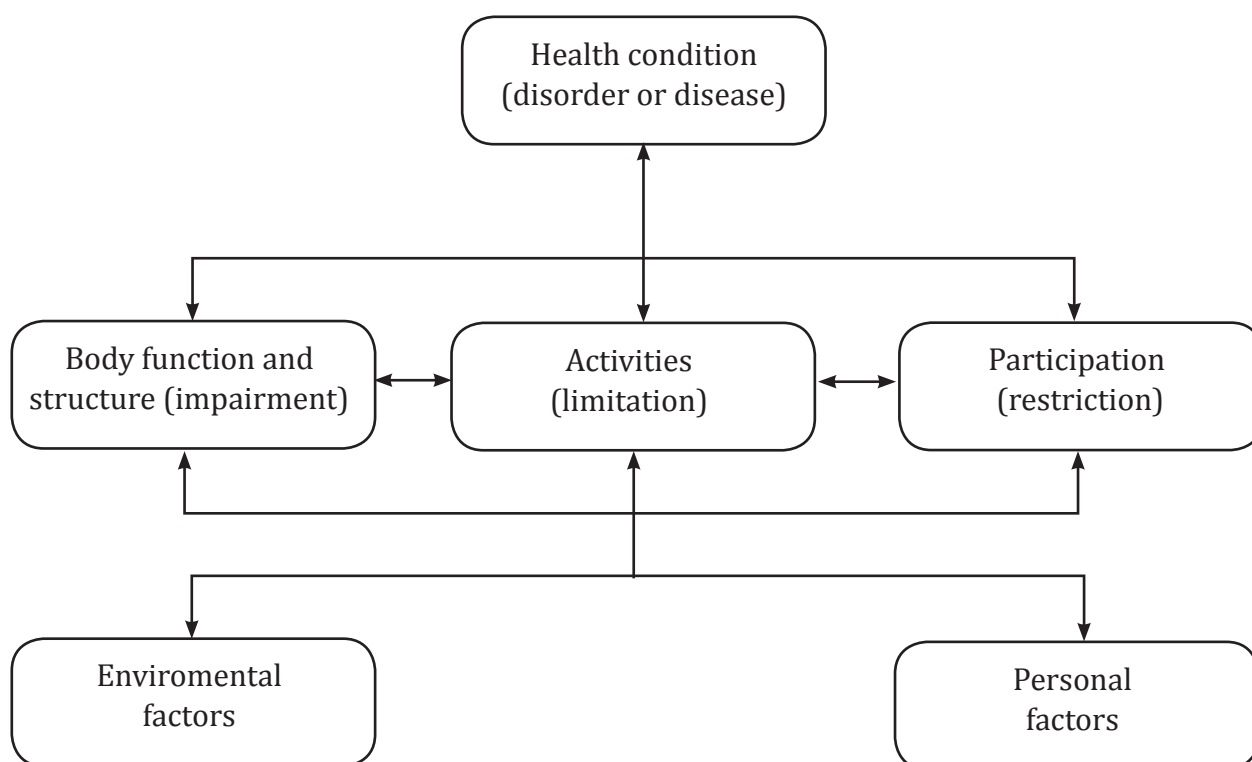 Health condition
(disorder or disease)
Body function and
structure (impairment)
Activities
(limitation)
Participation
(restriction)
Enviromental
factors
Personal
factors